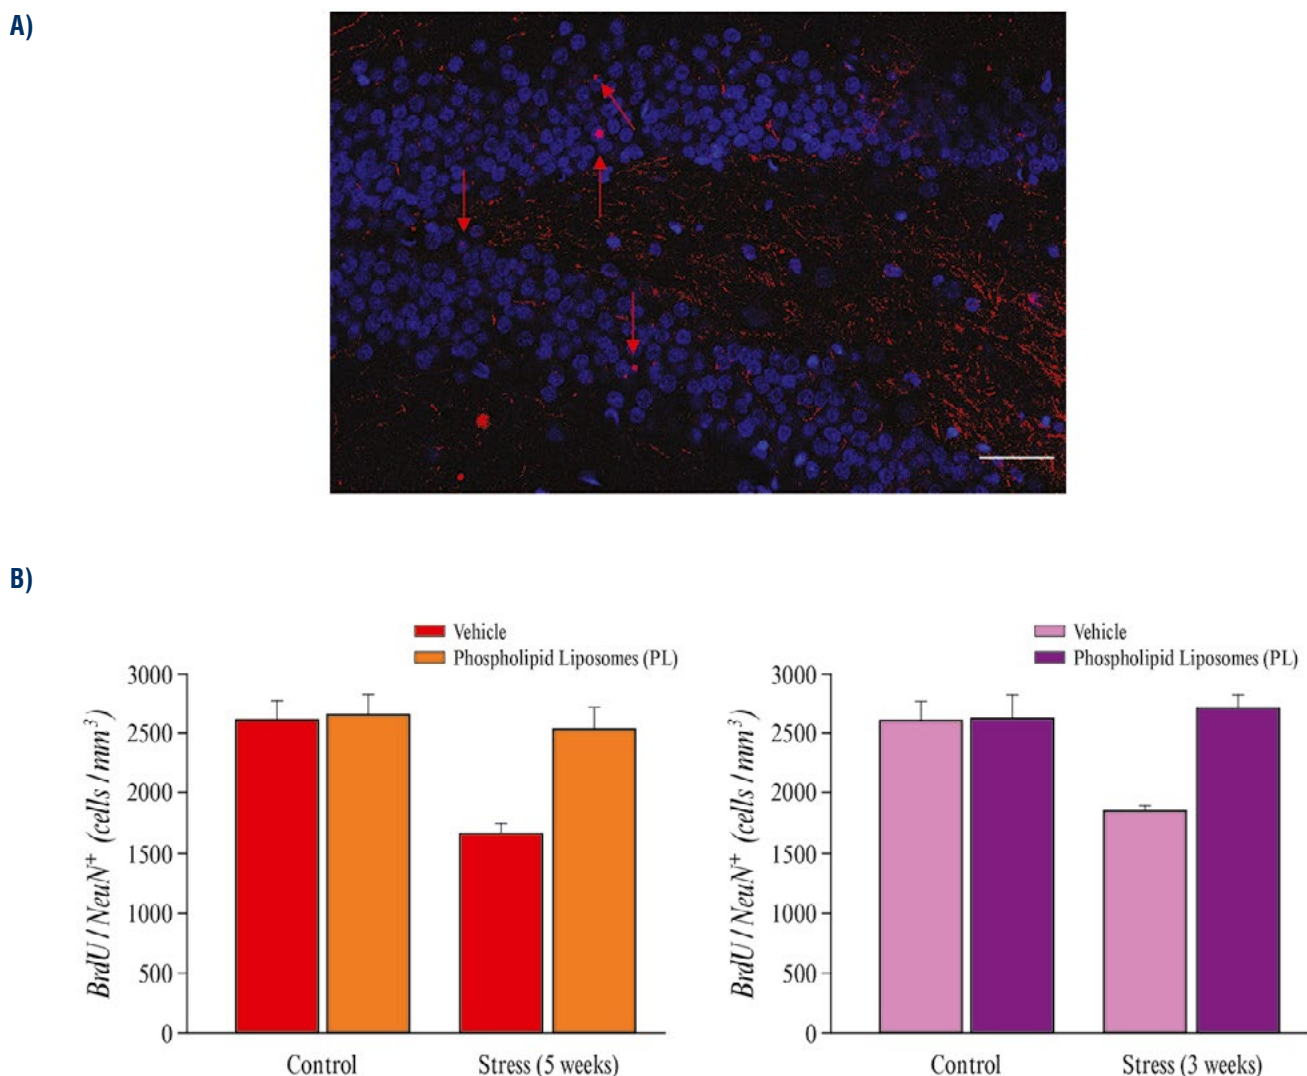 A)
B)
Vehicle
Phospholipid Liposomes (PL)
3000
2500
2000
1500
1000
500
0
BrdU / NeuN⁺ (cells / mm³)
Control
Stress (5 weeks)
Vehicle
Phospholipid Liposomes (PL)
3000
2500
2000
1500
1000
500
0
BrdU / NeuN⁺ (cells / mm³)
Control
Stress (3 weeks)